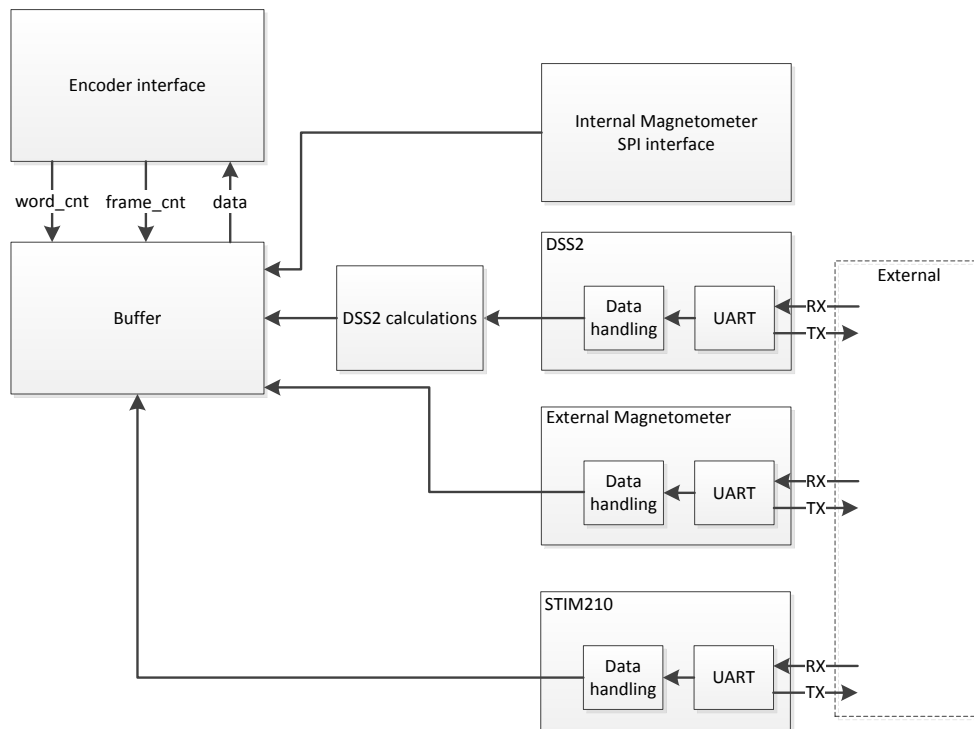 Encoder interface
word_cnt
frame_cnt
data
Buffer
Internal Magnetometer
SPI interface
DSS2
DSS2 calculations
Data
handling
UART
RX
TX
External
External Magnetometer
Data
handling
UART
RX
TX
STIM210
Data
handling
UART
RX
TX